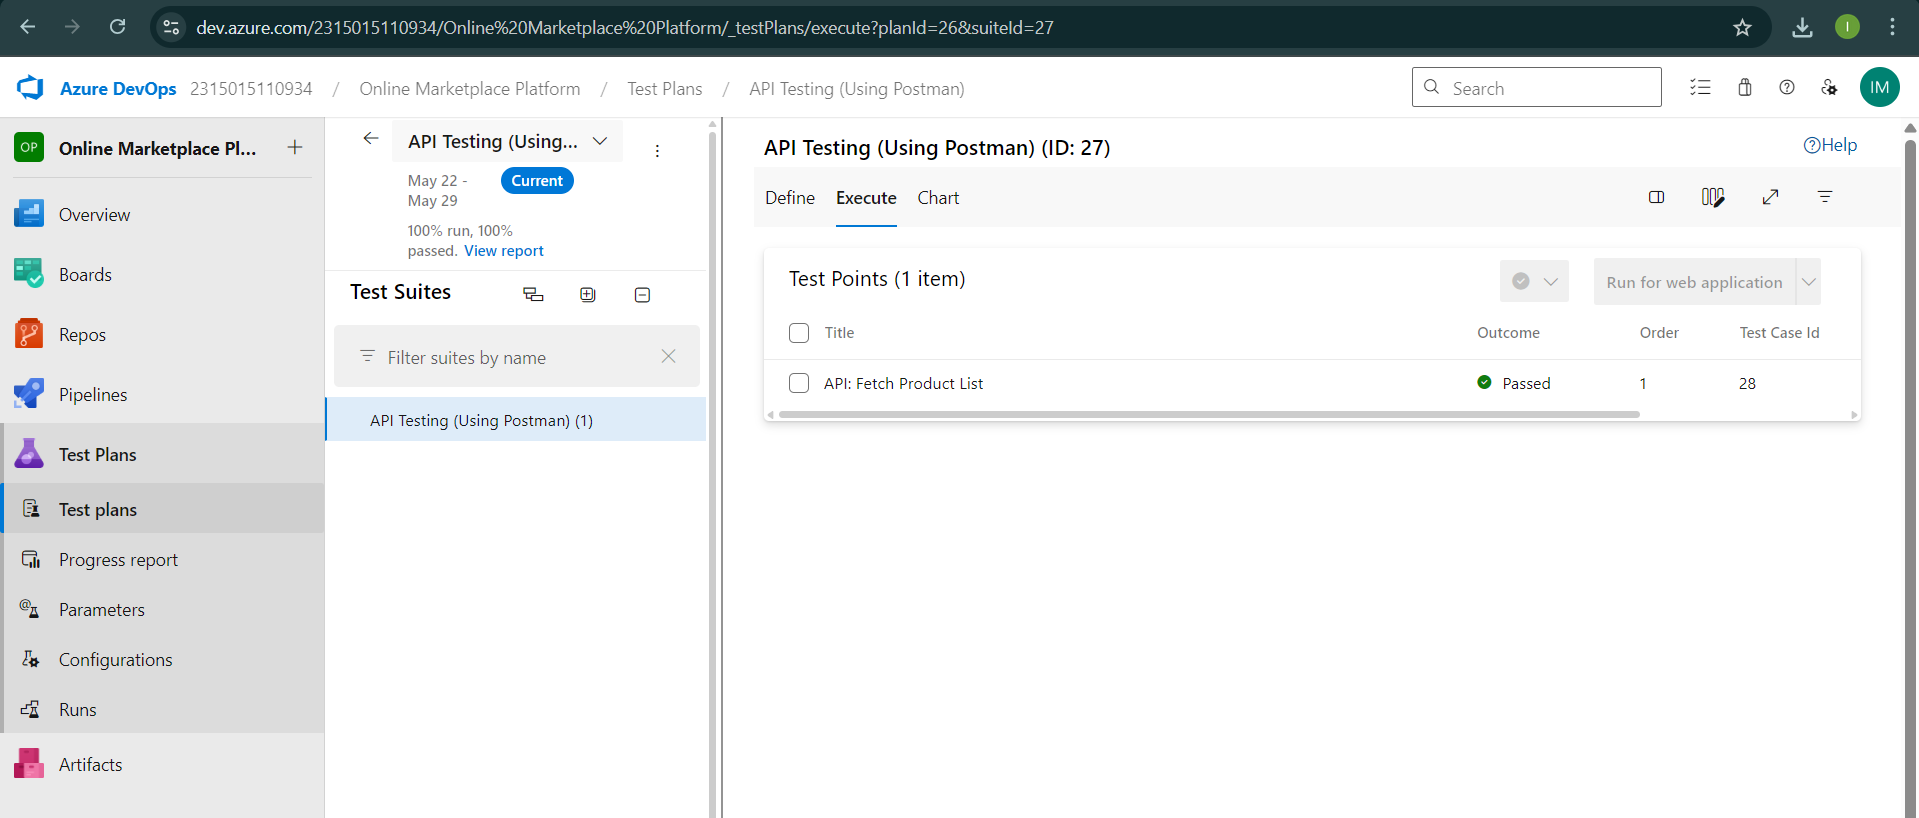 dev.azure.com/2315015110934/Online%20Marketplace%20Platform/_testPlans/execute?planId=26&suiteId=27
I
Azure DevOps 2315015110934 / Online Marketplace Platform / Test Plans / API Testing (Using Postman)
Search
IM
OP Online Marketplace Pl...
Overview
Boards
Repos
Pipelines
Test Plans
Test plans
Progress report
Parameters
Configurations
Runs
Artifacts
API Testing (Using...
May 22 -
May 29
Current
100% run, 100%
passed. View report
Test Suites
Filter suites by name
API Testing (Using Postman) (1)
API Testing (Using Postman) (ID: 27)
Help
Define Execute Chart
Test Points (1 item)
Run for web application
Title Outcome Order Test Case Id
API: Fetch Product List Passed 1 28